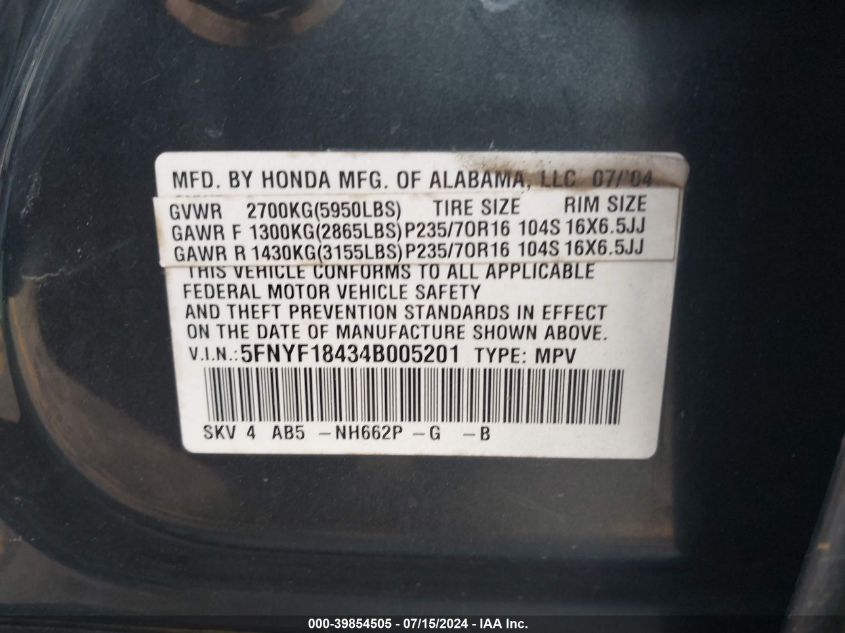 MFD. BY HONDA MFG. OF ALABAMA, LLC 07/'04
GVWR 2700KG(5950LBS) TIRE SIZE RIM SIZE
GAWR F 1300KG(2865LBS)P235/70R16 104S 16X6.5JJ
GAWR R 1430KG(3155LBS)P235/70R16 104S 16X6.5JJ
THIS VEHICLE CONFORMS TO ALL APPLICABLE
FEDERAL MOTOR VEHICLE SAFETY
AND THEFT PREVENTION STANDARDS IN EFFECT
ON THE DATE OF MANUFACTURE SHOWN ABOVE.
V.I.N.:5FNYF18434B005201 TYPE: MPV
SKV 4 AB5 -NH662P -G -B
000-39854505 - 07/15/2024 - IAA Inc.